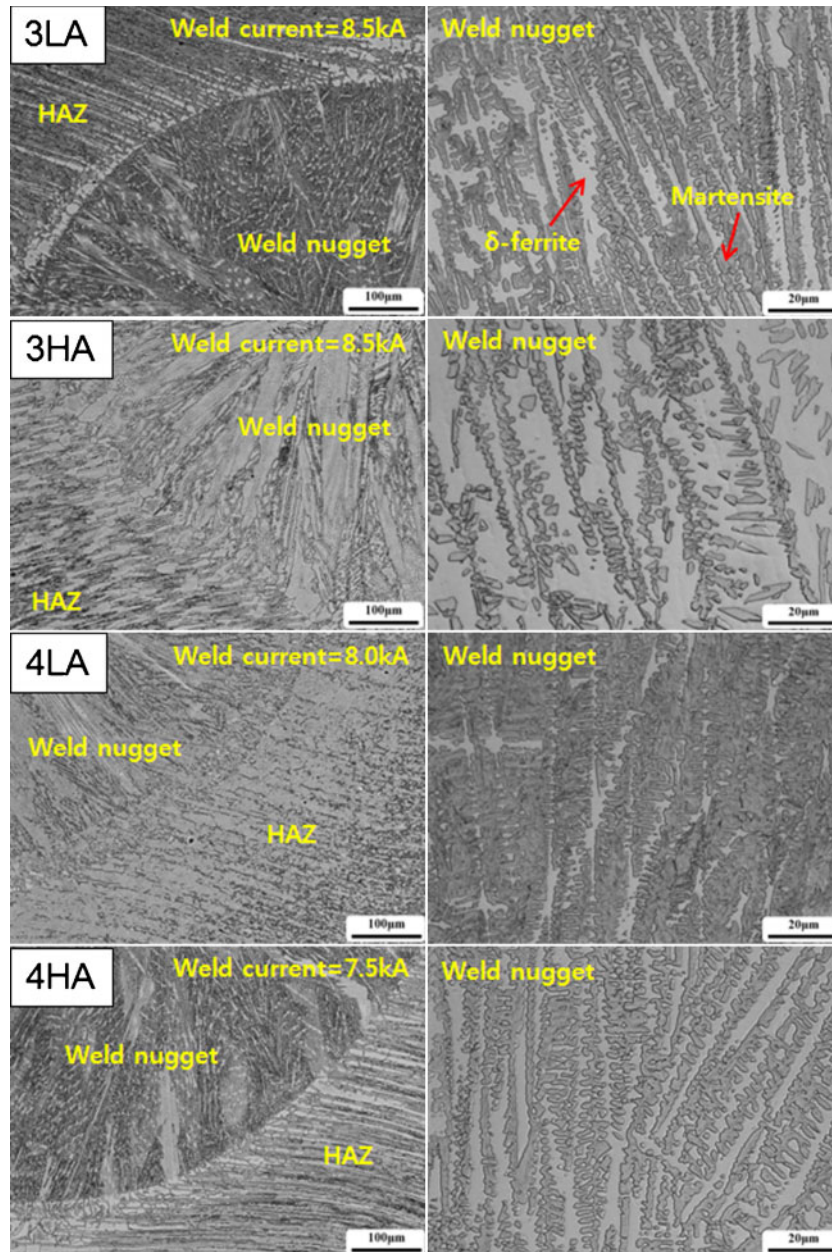 3LA
Weld current=8.5kA
HAZ
Weld nugget
100μm
Weld nugget
δ-ferrite
Martensite
20μm
3HA
Weld current=8.5kA
Weld nugget
HAZ
100μm
Weld nugget
20μm
4LA
Weld current=8.0kA
Weld nugget
HAZ
100μm
Weld nugget
20μm
4HA
Weld current=7.5kA
Weld nugget
HAZ
100μm
Weld nugget
20μm